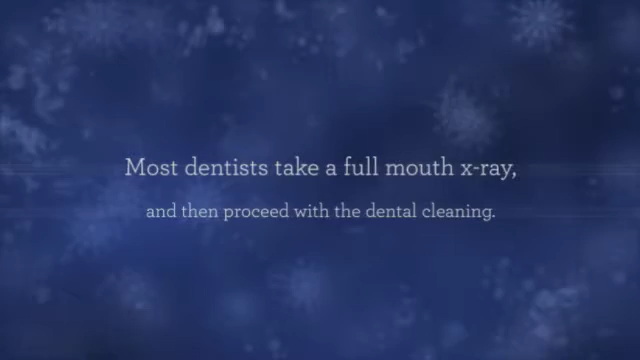 Most dentists take a full mouth x-ray,
and then proceed with the dental cleaning.